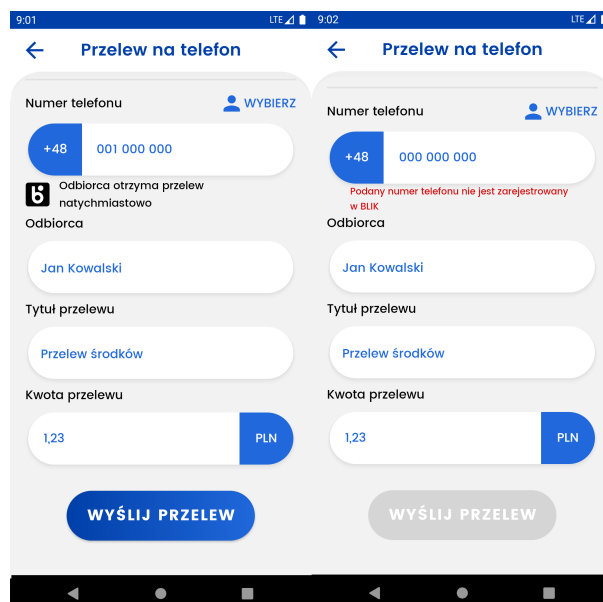 9:01 LTE
Przelew na telefon
Numer telefonu WYBIERZ
+48 001 000 000
Odbiorca otrzyma przelew
natychmiastowo
Odbiorca
Jan Kowalski
Tytuł przelewu
Przelew środków
Kwota przelewu
1,23 PLN
WYŚLIJ PRZELEW
9:02 LTE
Przelew na telefon
Numer telefonu WYBIERZ
+48 000 000 000
Podany numer telefonu nie jest zarejestrowany
w BLIK
Odbiorca
Jan Kowalski
Tytuł przelewu
Przelew środków
Kwota przelewu
1,23 PLN
WYŚLIJ PRZELEW